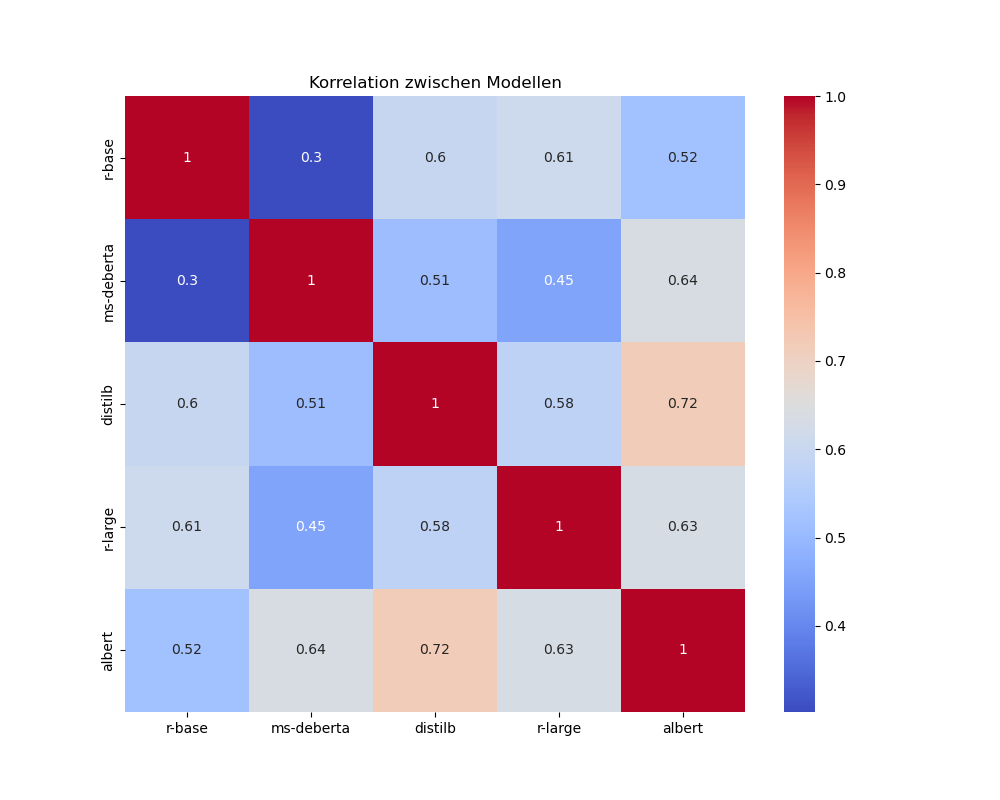 Korrelation zwischen Modellen
r-base 1 0.3 0.6 0.61 0.52
ms-deberta 0.3 1 0.51 0.45 0.64
distilb 0.6 0.51 1 0.58 0.72
r-large 0.61 0.45 0.58 1 0.63
albert 0.52 0.64 0.72 0.63 1
r-base ms-deberta distilb r-large albert
1.0
0.9
0.8
0.7
0.6
0.5
0.4